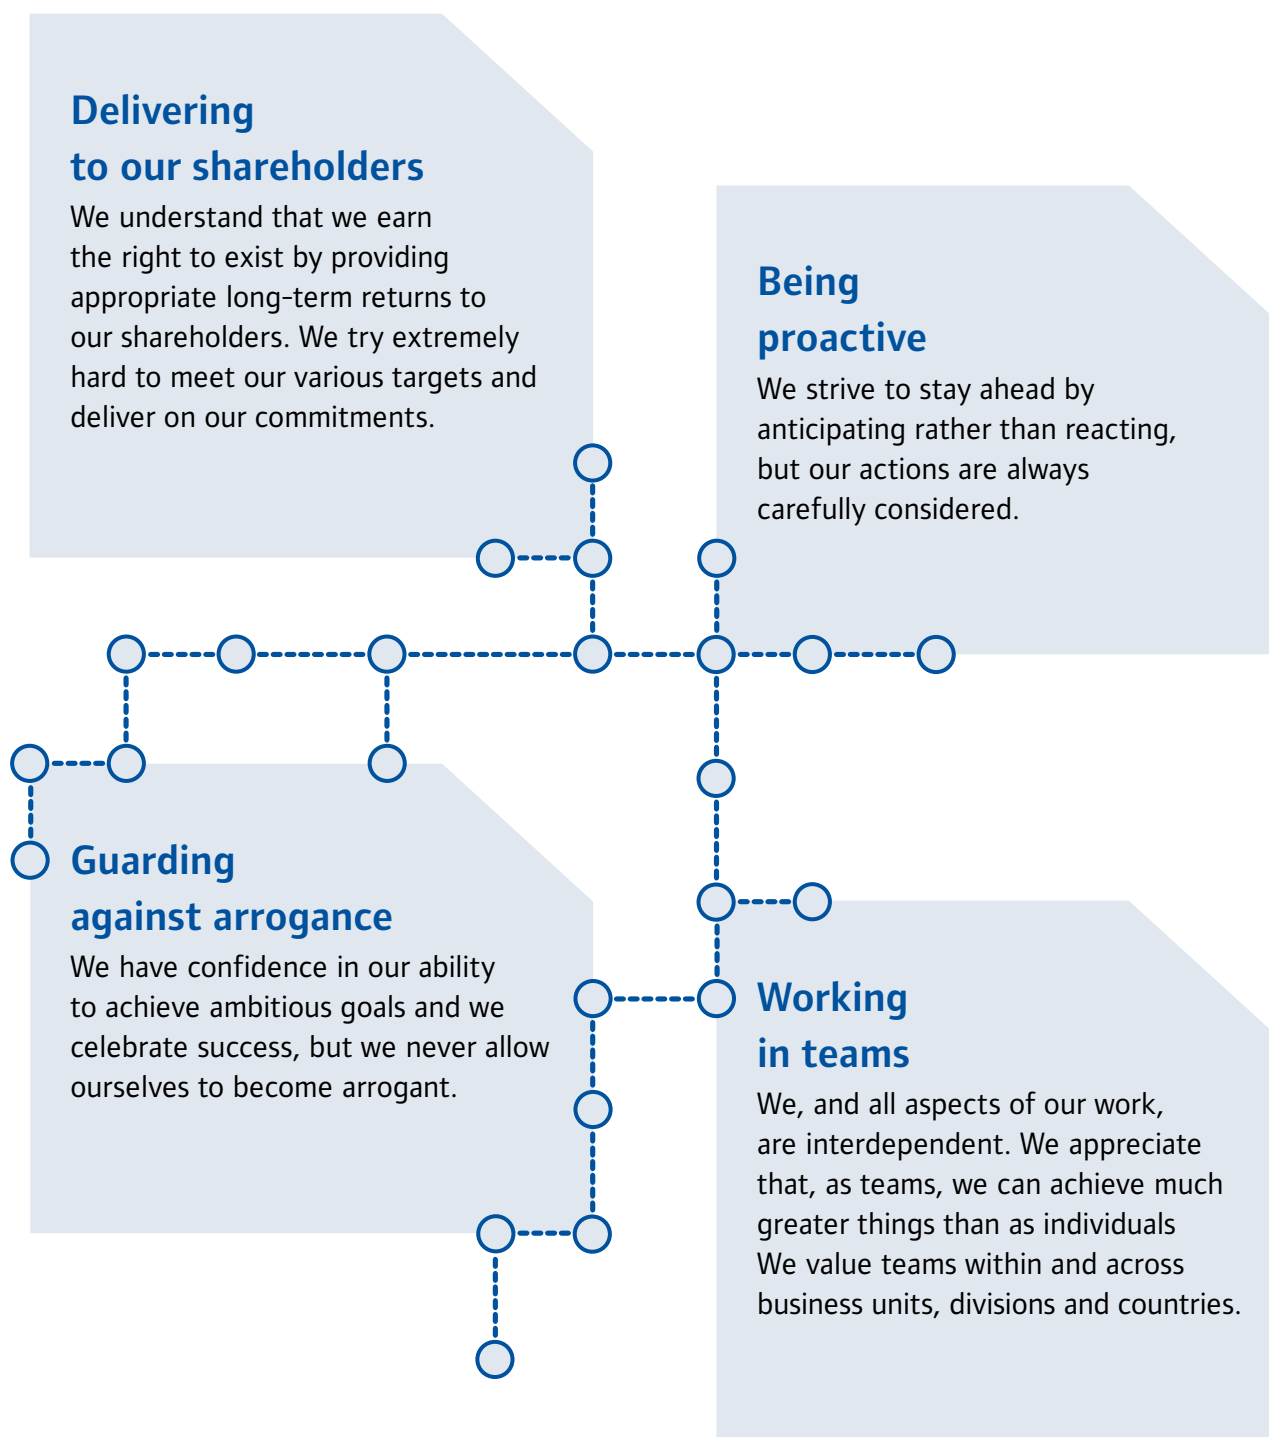 Delivering
to our shareholders
We understand that we earn
the right to exist by providing
appropriate long-term returns to
our shareholders. We try extremely
hard to meet our various targets and
deliver on our commitments.
Being
proactive
We strive to stay ahead by
anticipating rather than reacting,
but our actions are always
carefully considered.
Guarding
against arrogance
We have confidence in our ability
to achieve ambitious goals and we
celebrate success, but we never allow
ourselves to become arrogant.
Working
in teams
We, and all aspects of our work,
are interdependent. We appreciate
that, as teams, we can achieve much
greater things than as individuals
We value teams within and across
business units, divisions and countries.